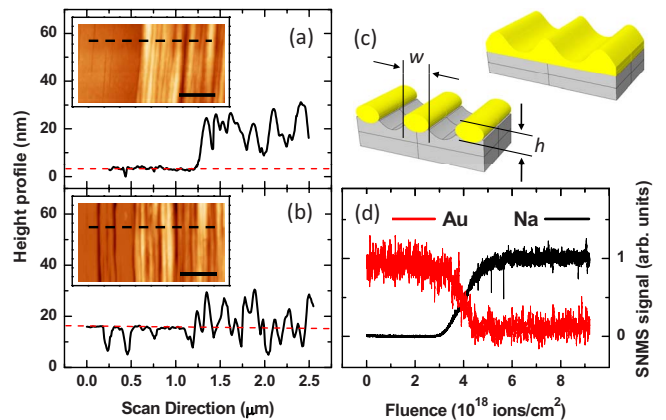 (a)
60
40
20
0
(b)
60
40
20
0
Height profile (nm)
0.0 0.5 1.0 1.5 2.0 2.5
Scan Direction (μm)
(c)
w
h
(d)
Au Na
1
0
SNMS signal (arb. units)
0 2 4 6 8
Fluence (10¹⁸ ions/cm²)